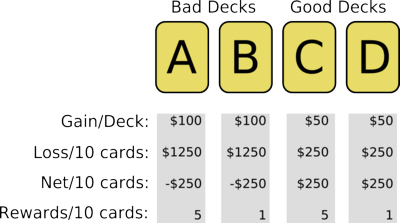 Bad Decks Good Decks
A B C D
Gain/Deck: $100 $100 $50 $50
Loss/10 cards: $1250 $1250 $250 $250
Net/10 cards: -$250 -$250 $250 $250
Rewards/10 cards: 5 1 5 1